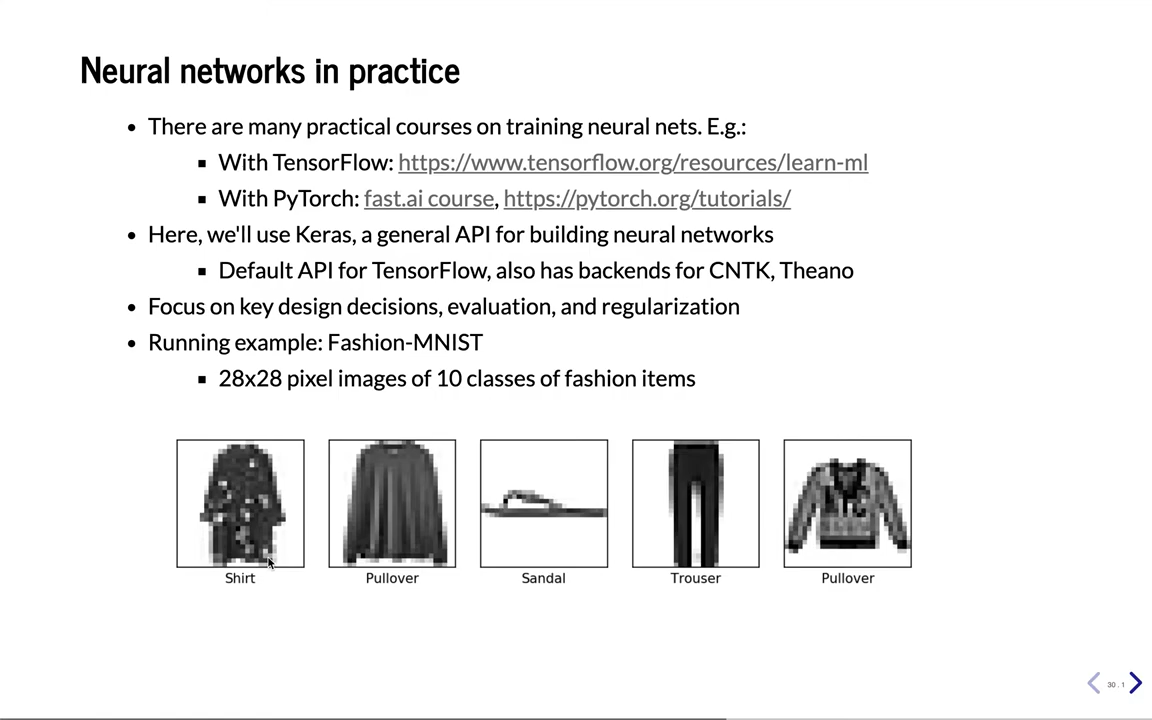 Neural networks in practice
There are many practical courses on training neural nets. E.g.:
With TensorFlow: https://www.tensorflow.org/resources/learn-ml
With PyTorch: fast.ai course, https://pytorch.org/tutorials/
Here, we'll use Keras, a general API for building neural networks
Default API for TensorFlow, also has backends for CNTK, Theano
Focus on key design decisions, evaluation, and regularization
Running example: Fashion-MNIST
28x28 pixel images of 10 classes of fashion items
Shirt Pullover Sandal Trouser Pullover
30 . 1